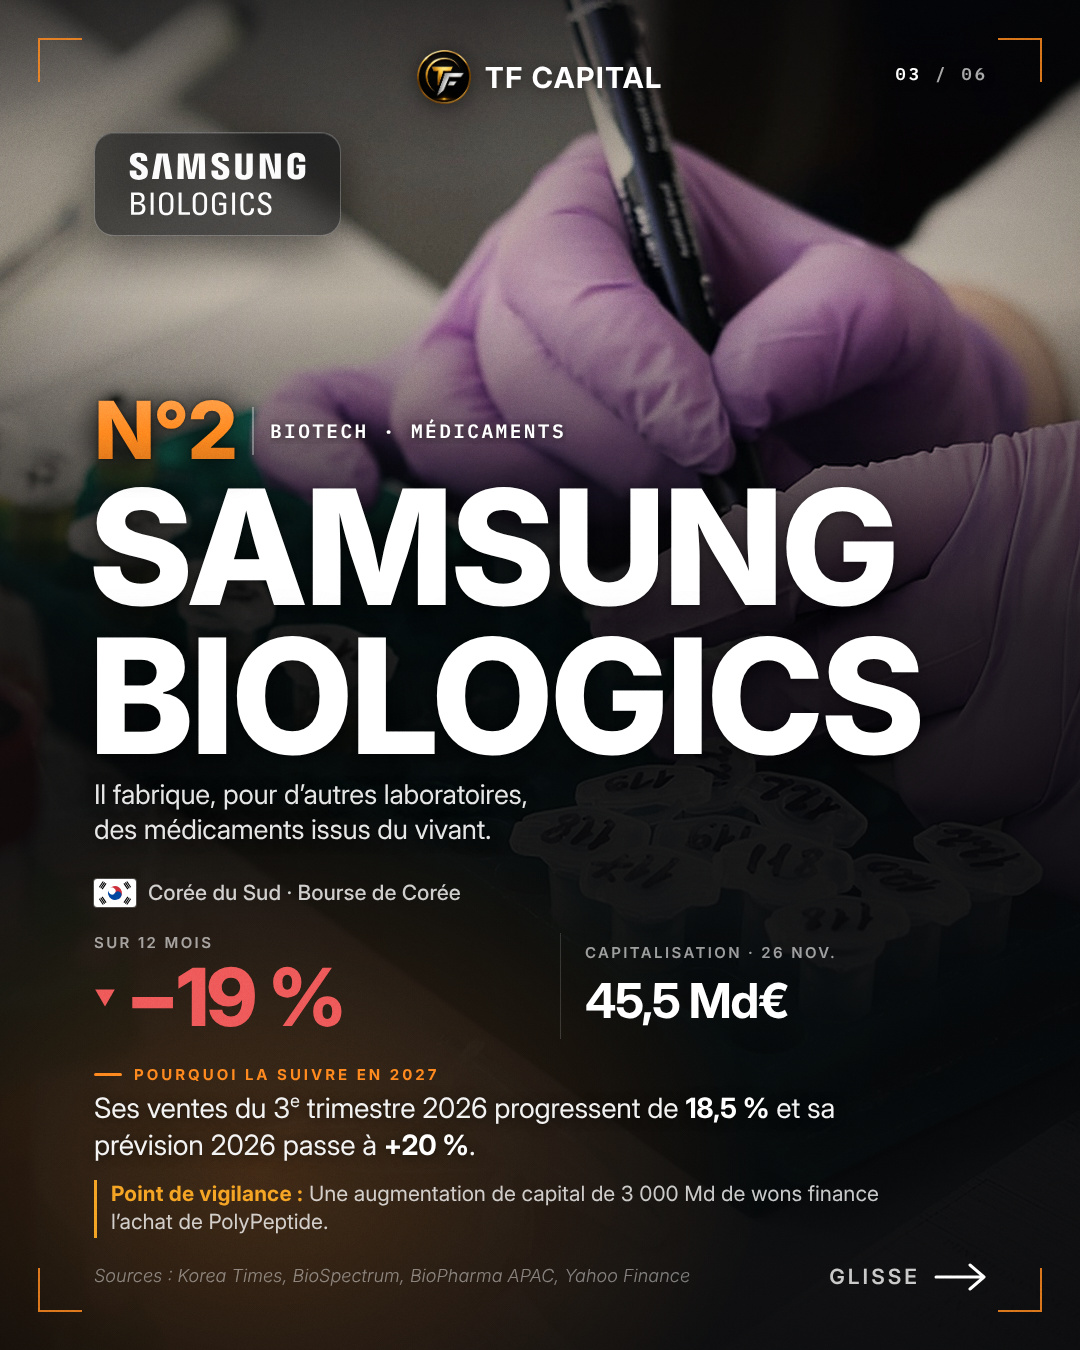 TF CAPITAL
03 / 06
SAMSUNG
BIOLOGICS
N°2
BIOTECH · MÉDICAMENTS
SAMSUNG
BIOLOGICS
Il fabrique, pour d’autres laboratoires,
des médicaments issus du vivant.
Corée du Sud · Bourse de Corée
SUR 12 MOIS
▼ –19 %
CAPITALISATION · 26 NOV.
45,5 Md€
POURQUOI LA SUIVRE EN 2027
Ses ventes du 3e trimestre 2026 progressent de 18,5 % et sa
prévision 2026 passe à +20 %.
Point de vigilance : Une augmentation de capital de 3 000 Md de wons finance
l’achat de PolyPeptide.
Sources : Korea Times, BioSpectrum, BioPharma APAC, Yahoo Finance
GLISSE